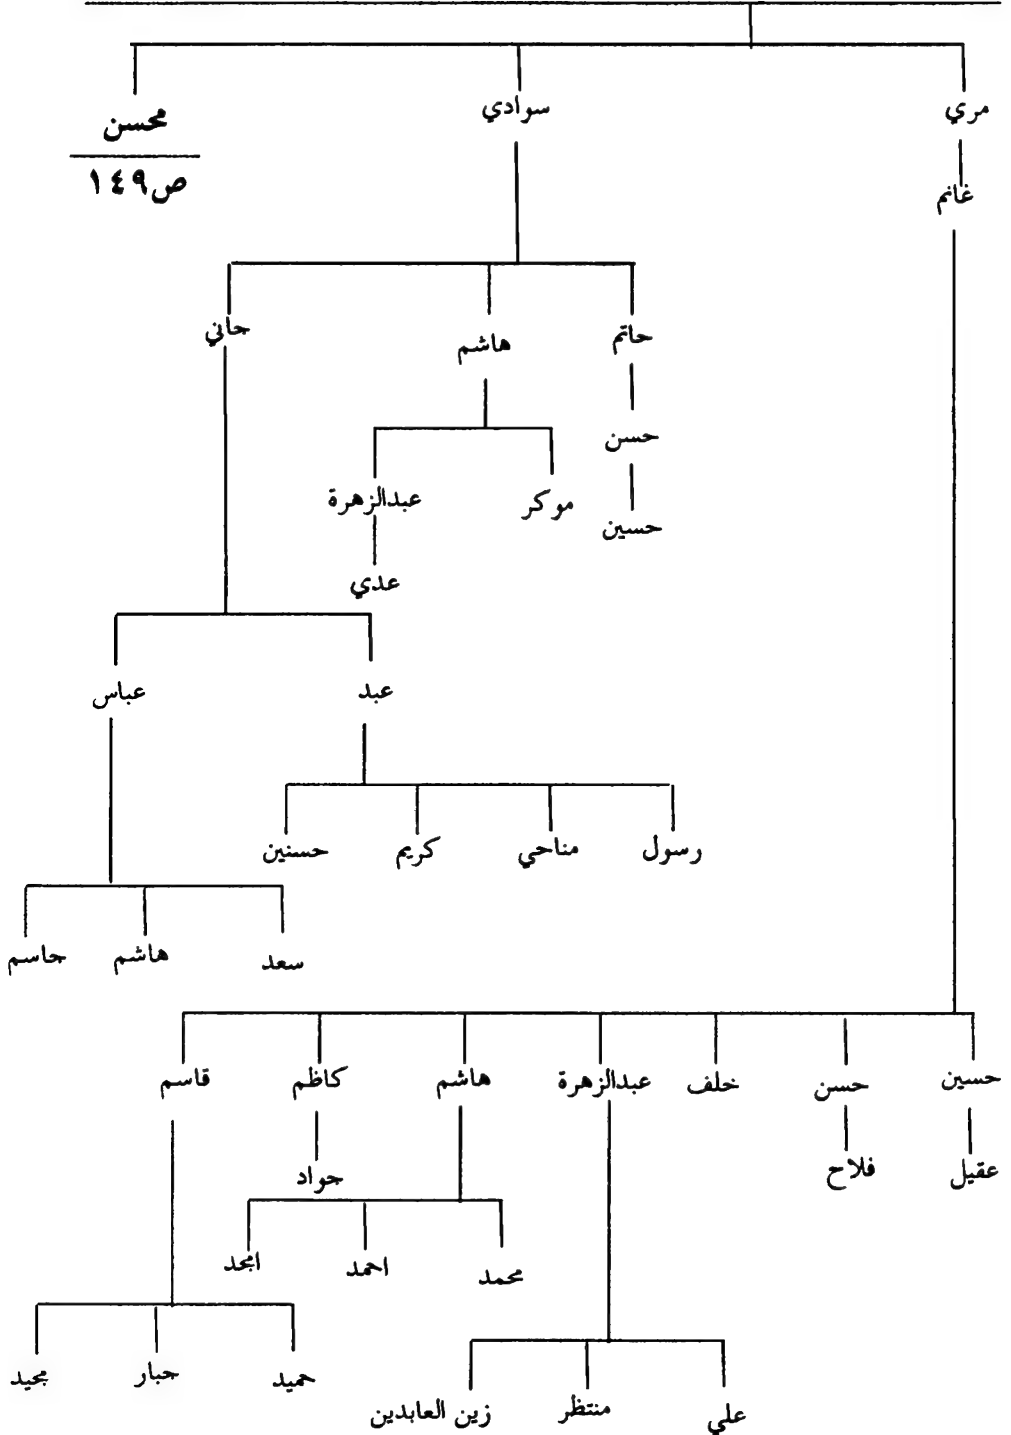 مري
سوادي
محسن
ص١٤٩
غانم
حاتم
هاشم
حاني
حسن
حسين
موكر
عبدالزهرة
عدي
عبد
عباس
رسول
مناحي
كريم
حسنين
سعد
هاشم
حاسم
حسين
حسن
خلف
عبدالزهرة
هاشم
كاظم
قاسم
عقيل
فلاح
حواد
محمد
احمد
امجد
حميد
حبار
مجيد
علي
منتظر
زين العابدين